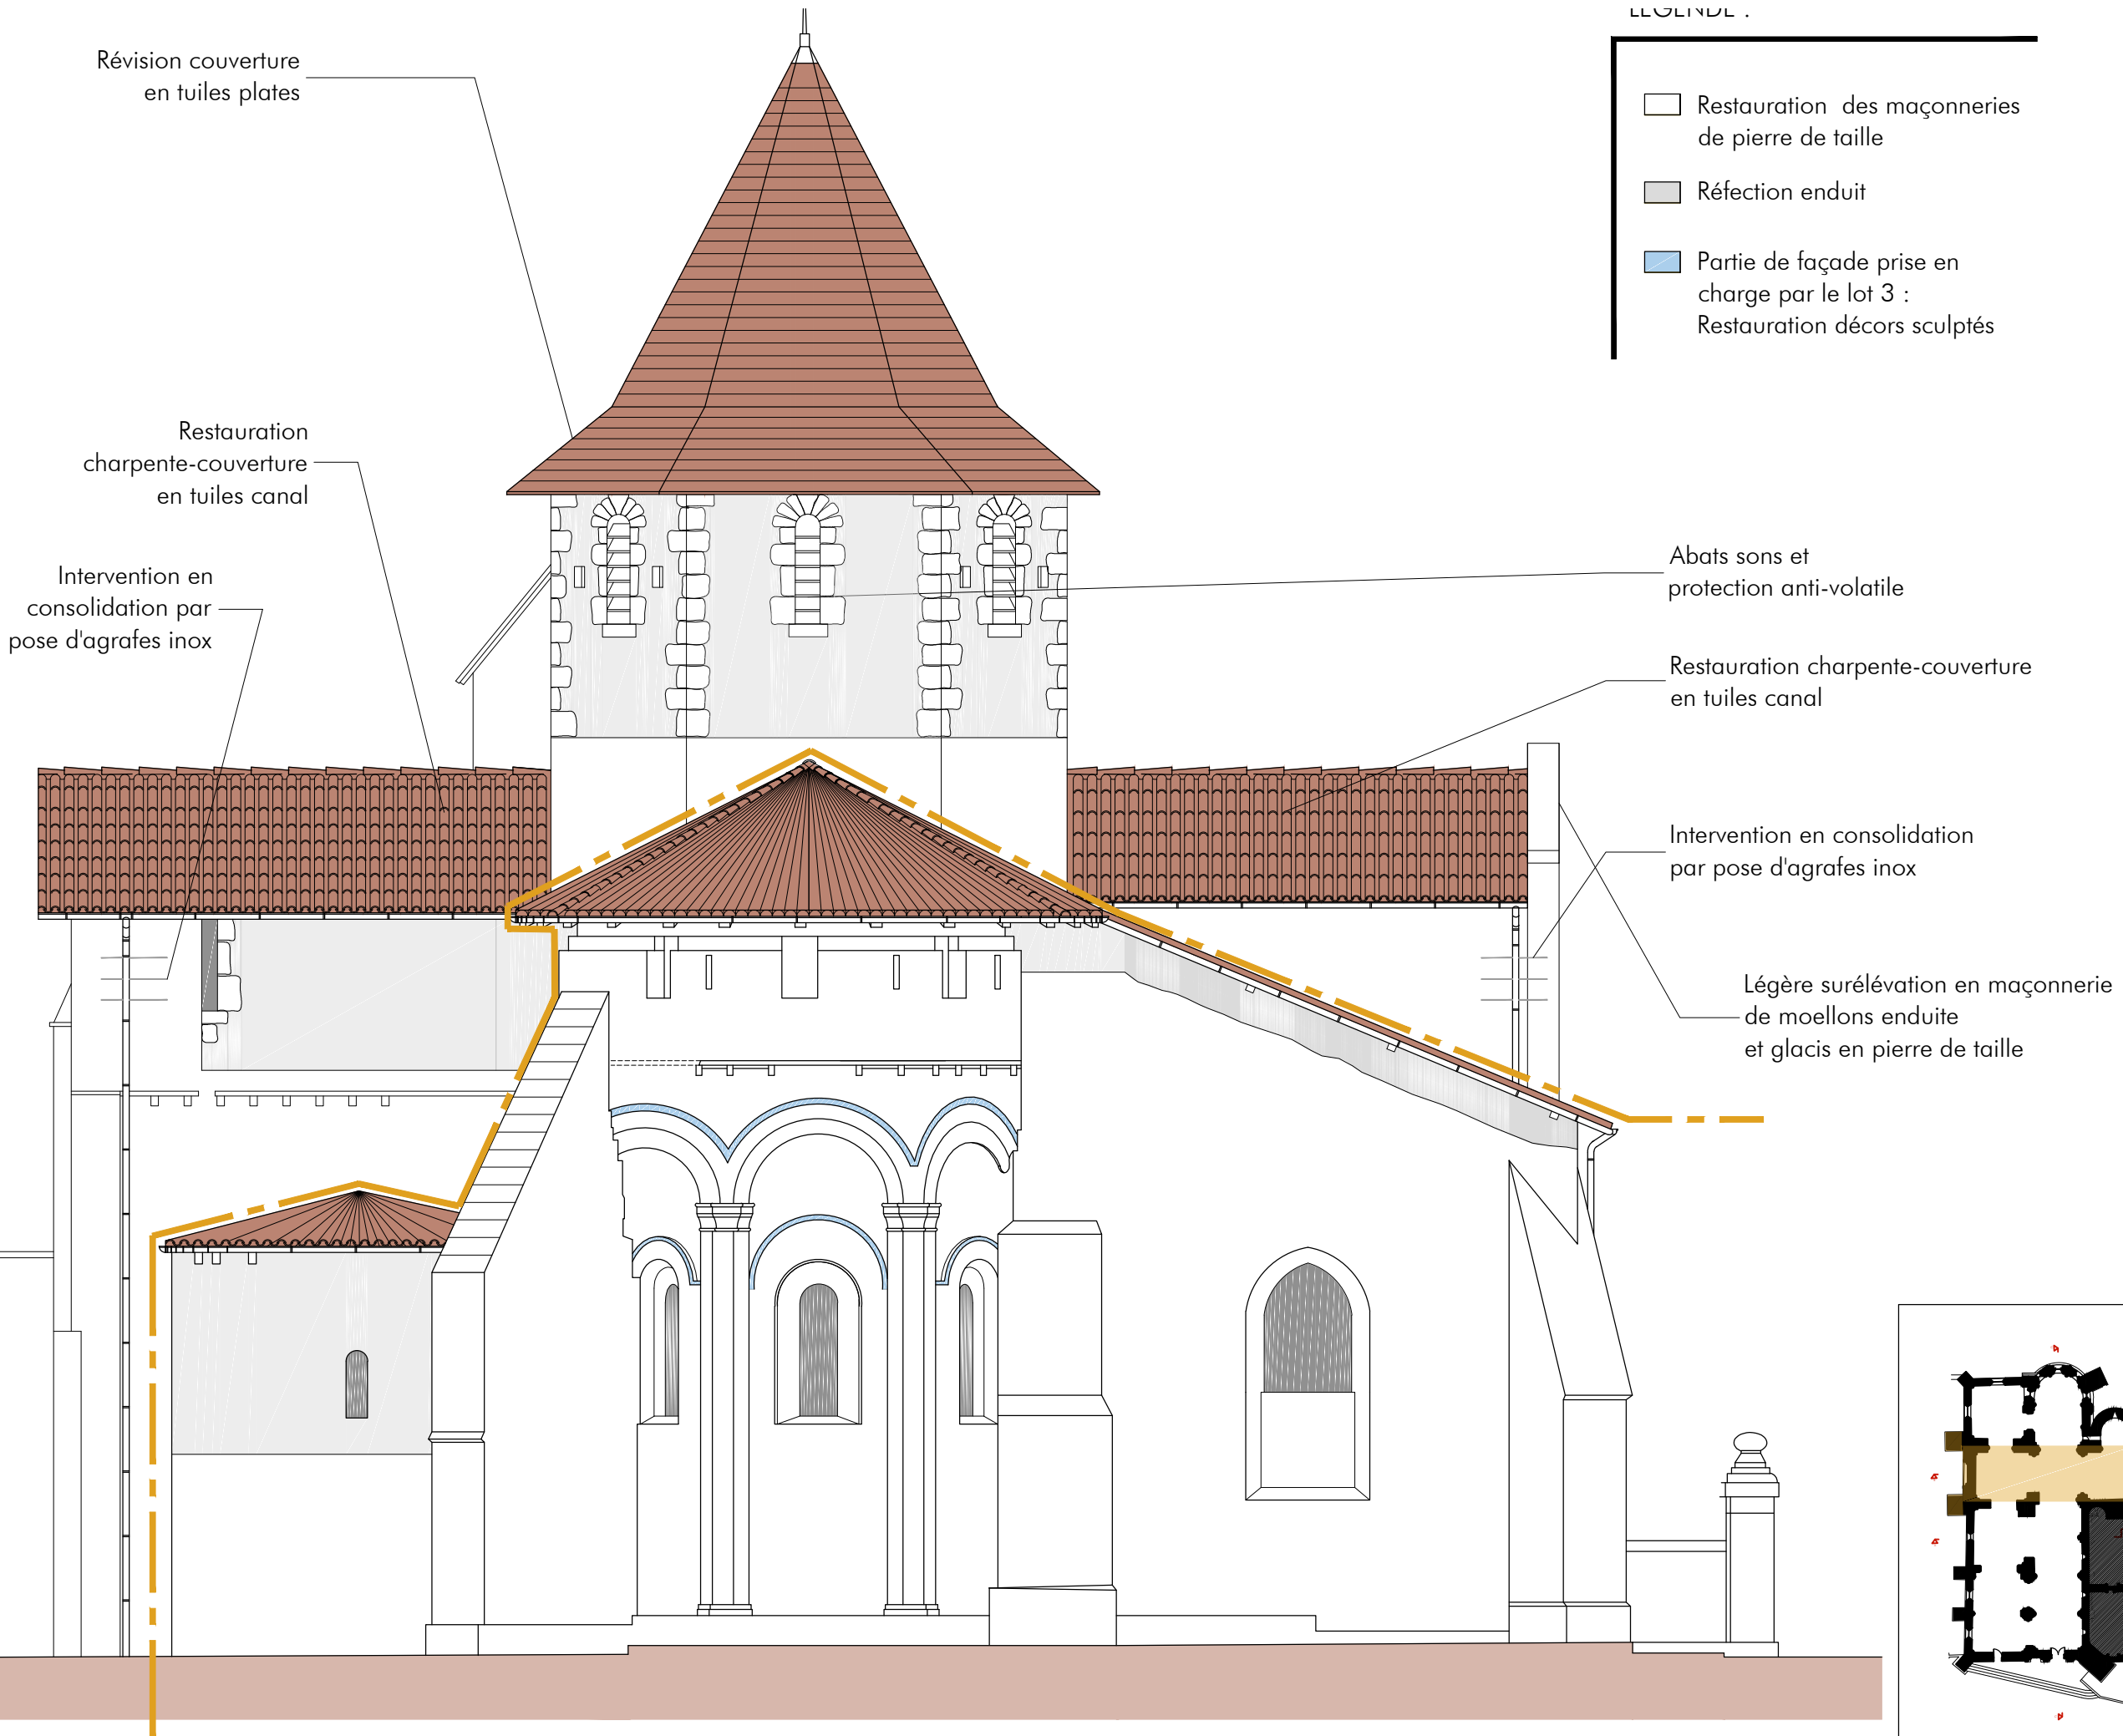 Révision couverture
en tuiles plates
Restauration
charpente-couverture
en tuiles canal
Intervention en
consolidation par
pose d'agrafes inox
LEGENDE :
Restauration des maçonneries
de pierre de taille
Réfection enduit
Partie de façade prise en
charge par le lot 3 :
Restauration décors sculptés
Abats sons et
protection anti-volatile
Restauration charpente-couverture
en tuiles canal
Intervention en consolidation
par pose d'agrafes inox
Légère surélévation en maçonnerie
de moellons enduite
et glacis en pierre de taille